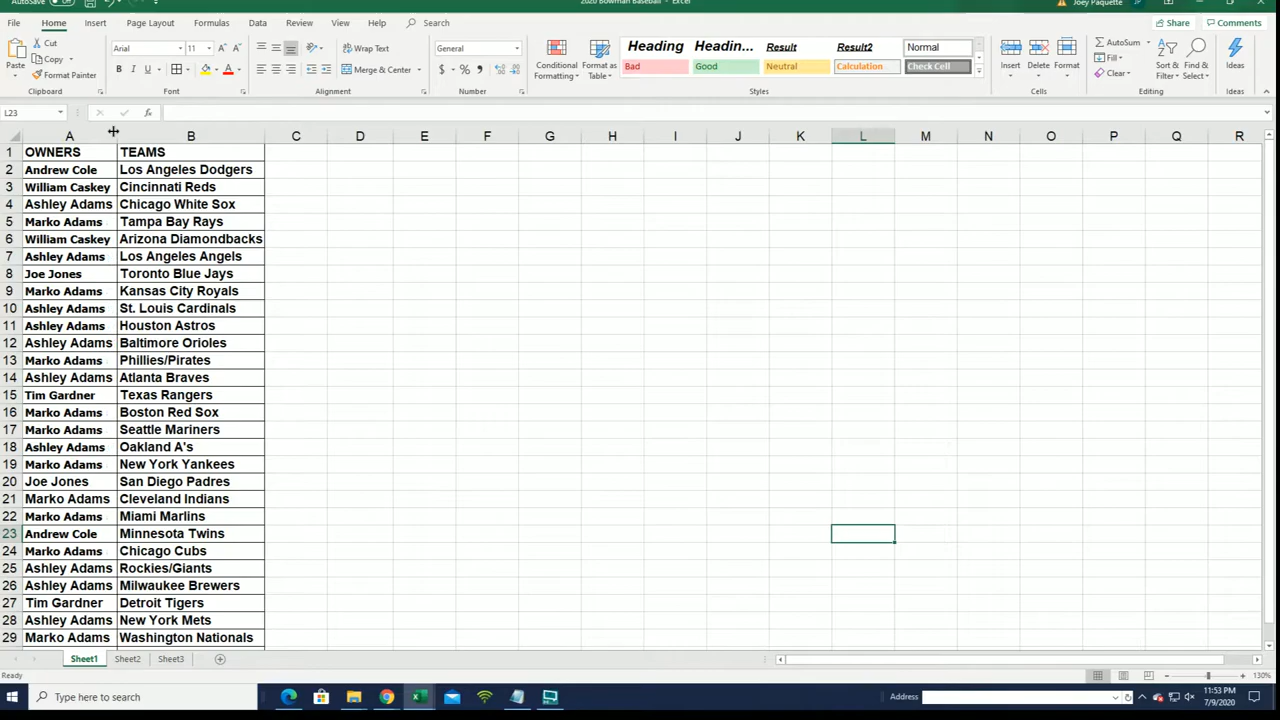 AutoSave Off
2020 Bowman Baseball - Excel
Joey Paquette JP
File Home Insert Page Layout Formulas Data Review View Help Search Share Comments
Paste Cut Copy Format Painter
Arial 11 A A B I U A
Wrap Text Merge & Center
General $ % ,
Conditional Formatting Format as Table
Heading Headin... Result Result2 Normal
Bad Good Neutral Calculation Check Cell
Insert Delete Format
AutoSum Fill Clear Sort & Filter Find & Select Ideas
Clipboard Font Alignment Number Styles Cells Editing Ideas
L23 fx
A B C D E F G H I J K L M N O P Q R
1 OWNERS TEAMS
2 Andrew Cole Los Angeles Dodgers
3 William Caskey Cincinnati Reds
4 Ashley Adams Chicago White Sox
5 Marko Adams Tampa Bay Rays
6 William Caskey Arizona Diamondbacks
7 Ashley Adams Los Angeles Angels
8 Joe Jones Toronto Blue Jays
9 Marko Adams Kansas City Royals
10 Ashley Adams St. Louis Cardinals
11 Ashley Adams Houston Astros
12 Ashley Adams Baltimore Orioles
13 Marko Adams Phillies/Pirates
14 Ashley Adams Atlanta Braves
15 Tim Gardner Texas Rangers
16 Marko Adams Boston Red Sox
17 Marko Adams Seattle Mariners
18 Ashley Adams Oakland A's
19 Marko Adams New York Yankees
20 Joe Jones San Diego Padres
21 Marko Adams Cleveland Indians
22 Marko Adams Miami Marlins
23 Andrew Cole Minnesota Twins
24 Marko Adams Chicago Cubs
25 Ashley Adams Rockies/Giants
26 Ashley Adams Milwaukee Brewers
27 Tim Gardner Detroit Tigers
28 Ashley Adams New York Mets
29 Marko Adams Washington Nationals
Sheet1 Sheet2 Sheet3
Ready 130%
Type here to search Address 11:53 PM
7/9/2020